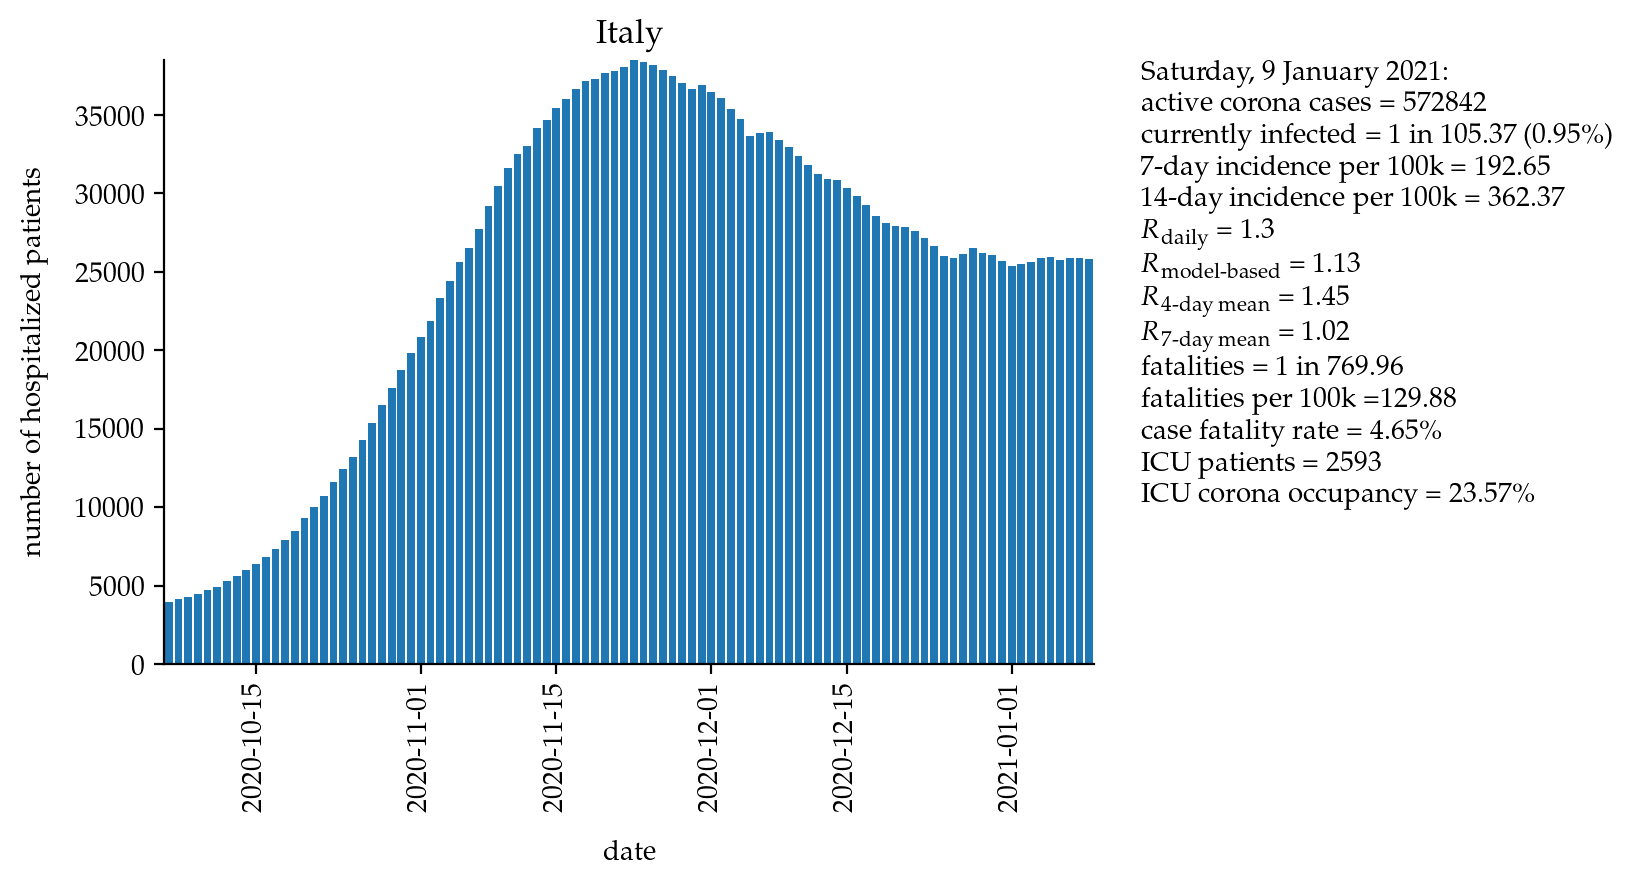 Italy
number of hospitalized patients
35000
30000
25000
20000
15000
10000
5000
0
2020-10-15
2020-11-01
2020-11-15
2020-12-01
2020-12-15
2021-01-01
date
Saturday, 9 January 2021:
active corona cases = 572842
currently infected = 1 in 105.37 (0.95%)
7-day incidence per 100k = 192.65
14-day incidence per 100k = 362.37
R daily = 1.3
R model-based = 1.13
R 4-day mean = 1.45
R 7-day mean = 1.02
fatalities = 1 in 769.96
fatalities per 100k =129.88
case fatality rate = 4.65%
ICU patients = 2593
ICU corona occupancy = 23.57%